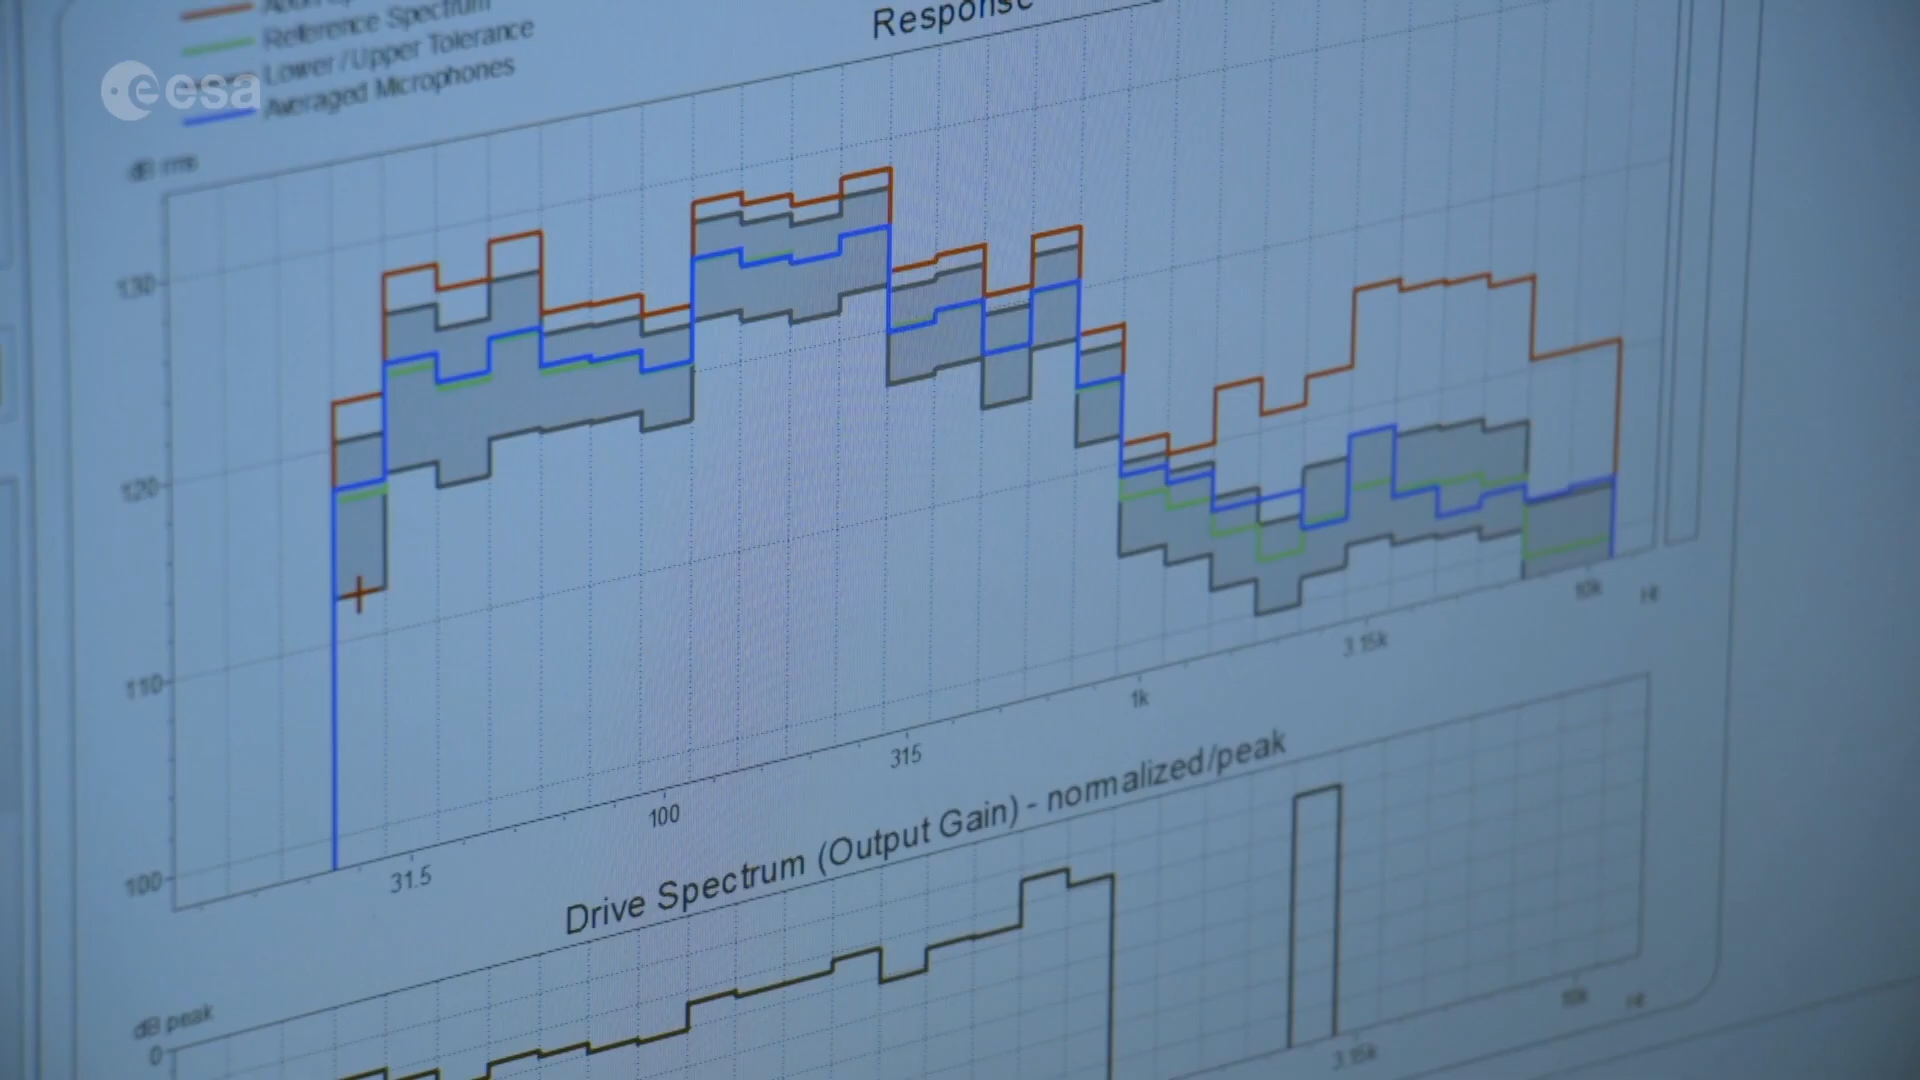 Response
Reference Spectrum
Lower / Upper Tolerance
Averaged Microphones
esa
dB rms
130
120
110
100
31.5
100
315
1k
3.15k
10k
Hz
Drive Spectrum (Output Gain) - normalized/peak
dB peak
0
3.15k
10k
Hz